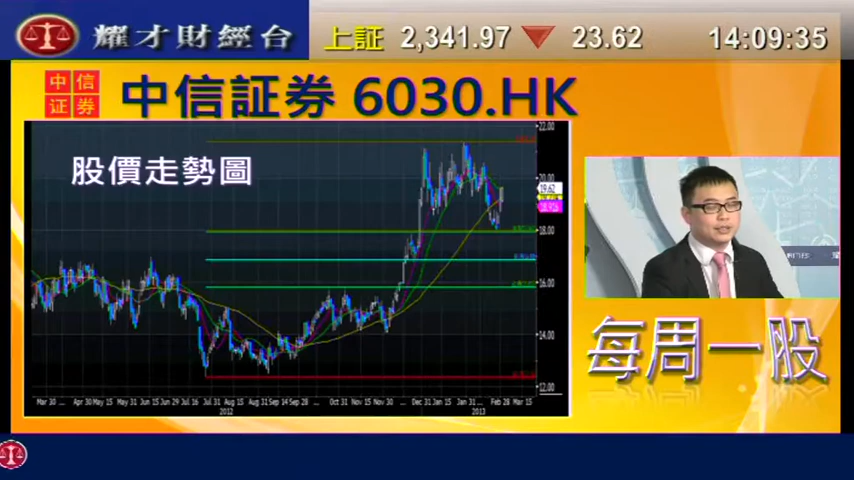 耀才財經台
上証 2,341.97 ▼ 23.62
14:09:35
中信
证券
中信証券 6030.HK
股價走勢圖
22.00
20.00
19.62
18.00
16.00
14.00
12.00
Mar 30 ... Apr 30 May 15 May 31 Jun 15 Jun 29 Jul 16 Jul 31 Aug 15 Aug 31 Sep 14 Sep 28 ... Oct 31 Nov 15 Nov 30 ... Dec 31 Jan 15 Jan 31 ... Feb 28 Mar 15
2012 2013
每周一股